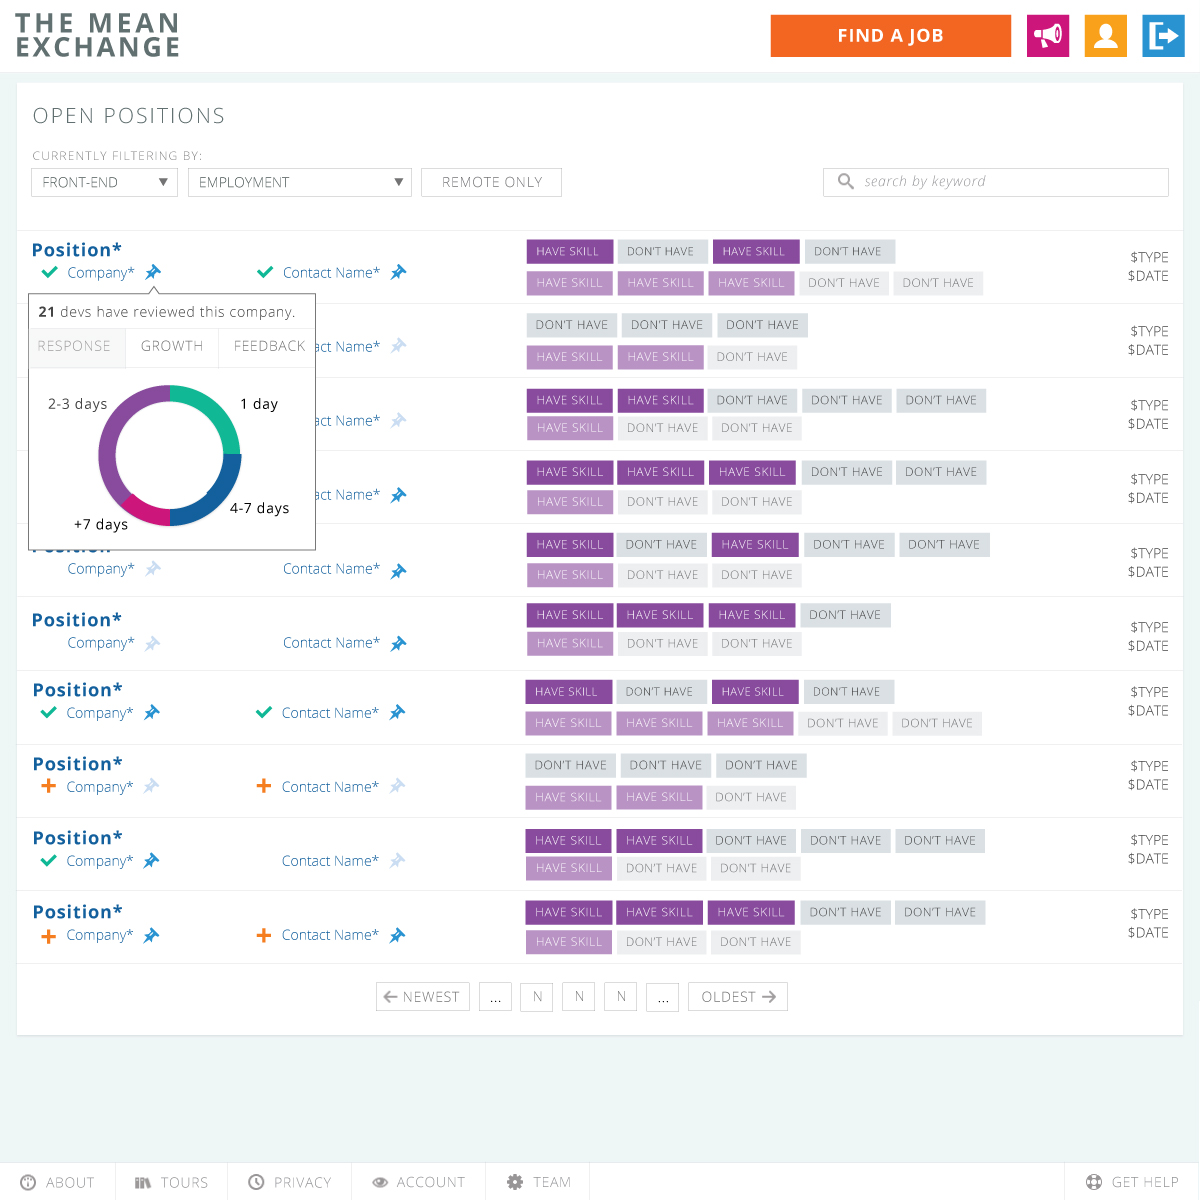 THE MEAN
EXCHANGE
FIND A JOB
OPEN POSITIONS
CURRENTLY FILTERING BY:
FRONT-END
EMPLOYMENT
REMOTE ONLY
search by keyword
Position*
Company*
Contact Name*
HAVE SKILL DON'T HAVE HAVE SKILL DON'T HAVE
HAVE SKILL HAVE SKILL HAVE SKILL DON'T HAVE DON'T HAVE
$TYPE
$DATE
21 devs have reviewed this company.
RESPONSE GROWTH FEEDBACK
2-3 days
1 day
4-7 days
+7 days
act Name*
DON'T HAVE DON'T HAVE DON'T HAVE
HAVE SKILL HAVE SKILL DON'T HAVE
$TYPE
$DATE
act Name*
HAVE SKILL HAVE SKILL DON'T HAVE DON'T HAVE DON'T HAVE
HAVE SKILL DON'T HAVE DON'T HAVE
$TYPE
$DATE
act Name*
HAVE SKILL HAVE SKILL HAVE SKILL DON'T HAVE DON'T HAVE
HAVE SKILL DON'T HAVE DON'T HAVE
$TYPE
$DATE
Company*
Contact Name*
HAVE SKILL DON'T HAVE HAVE SKILL DON'T HAVE DON'T HAVE
HAVE SKILL DON'T HAVE DON'T HAVE
$TYPE
$DATE
Position*
Company*
Contact Name*
HAVE SKILL HAVE SKILL HAVE SKILL DON'T HAVE
HAVE SKILL DON'T HAVE DON'T HAVE
$TYPE
$DATE
Position*
Company*
Contact Name*
HAVE SKILL DON'T HAVE HAVE SKILL DON'T HAVE
HAVE SKILL HAVE SKILL HAVE SKILL DON'T HAVE DON'T HAVE
$TYPE
$DATE
Position*
Company*
Contact Name*
DON'T HAVE DON'T HAVE DON'T HAVE
HAVE SKILL HAVE SKILL DON'T HAVE
$TYPE
$DATE
Position*
Company*
Contact Name*
HAVE SKILL HAVE SKILL DON'T HAVE DON'T HAVE DON'T HAVE
HAVE SKILL DON'T HAVE DON'T HAVE
$TYPE
$DATE
Position*
Company*
Contact Name*
HAVE SKILL HAVE SKILL HAVE SKILL DON'T HAVE DON'T HAVE
HAVE SKILL DON'T HAVE DON'T HAVE
$TYPE
$DATE
NEWEST ... N N N ... OLDEST
ABOUT TOURS PRIVACY ACCOUNT TEAM GET HELP